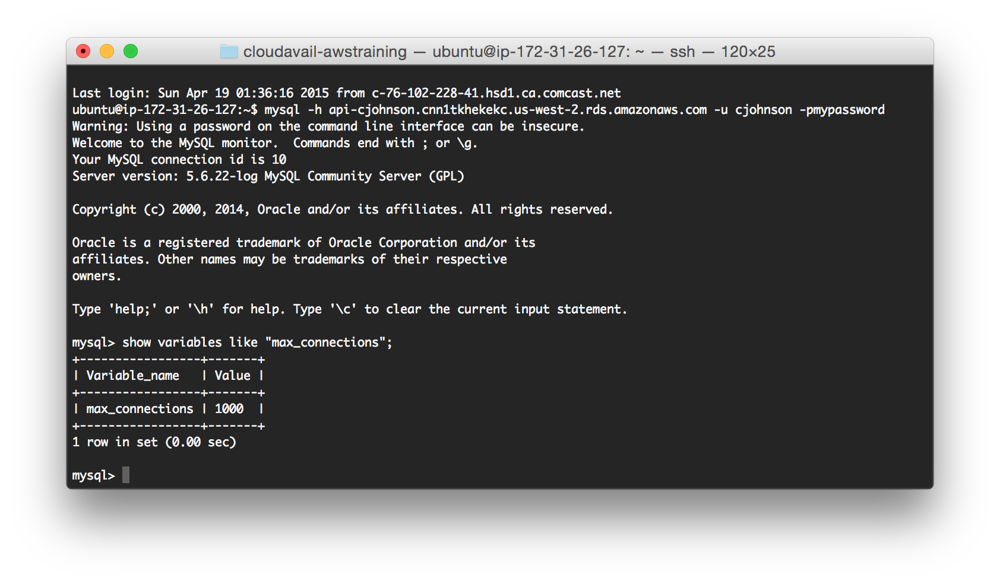 cloudavail-awstraining — ubuntu@ip-172-31-26-127: ~ — ssh — 120×25
Last login: Sun Apr 19 01:36:16 2015 from c-76-102-228-41.hsd1.ca.comcast.net
ubuntu@ip-172-31-26-127:~$ mysql -h api-cjohnson.cnn1tkhekekc.us-west-2.rds.amazonaws.com -u cjohnson -pmypassword
Warning: Using a password on the command line interface can be insecure.
Welcome to the MySQL monitor.  Commands end with ; or \g.
Your MySQL connection id is 10
Server version: 5.6.22-log MySQL Community Server (GPL)
Copyright (c) 2000, 2014, Oracle and/or its affiliates. All rights reserved.
Oracle is a registered trademark of Oracle Corporation and/or its
affiliates. Other names may be trademarks of their respective
owners.
Type 'help;' or '\h' for help. Type '\c' to clear the current input statement.
mysql> show variables like "max_connections";
+-----------------+-------+
| Variable_name   | Value |
+-----------------+-------+
| max_connections | 1000  |
+-----------------+-------+
1 row in set (0.00 sec)
mysql>